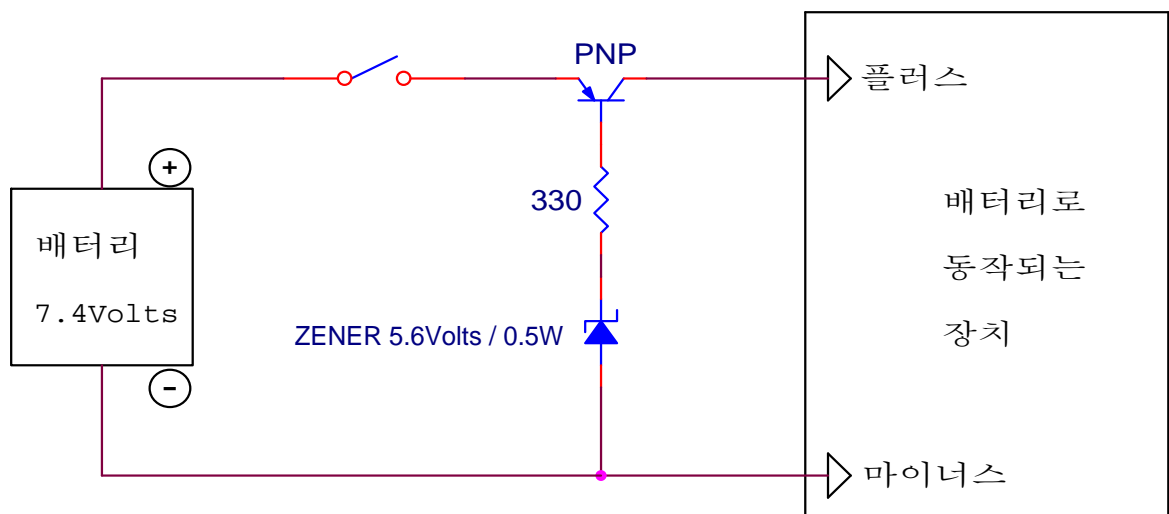 PNP
플러스
+
330
배터리
7.4Volts
배터리로
동작되는
장치
ZENER 5.6Volts / 0.5W
-
마이너스